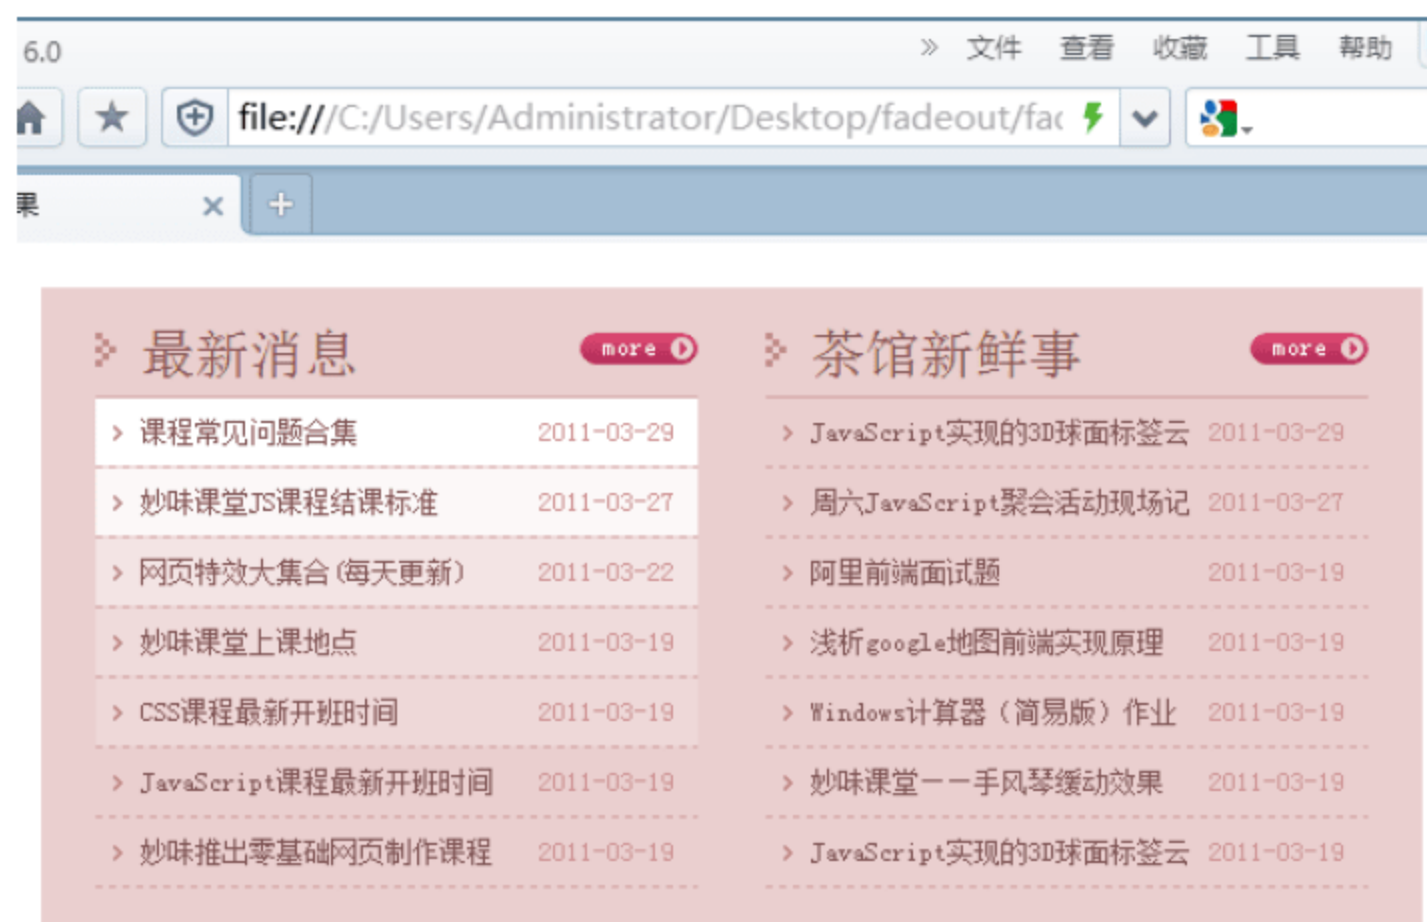 6.0
» 文件 查看 收藏 工具 帮助
file:///C:/Users/Administrator/Desktop/fadeout/fac
果
最新消息 more
课程常见问题合集 2011-03-29
妙味课堂JS课程结课标准 2011-03-27
网页特效大集合(每天更新) 2011-03-22
妙味课堂上课地点 2011-03-19
CSS课程最新开班时间 2011-03-19
JavaScript课程最新开班时间 2011-03-19
妙味推出零基础网页制作课程 2011-03-19
茶馆新鲜事 more
JavaScript实现的3D球面标签云 2011-03-29
周六JavaScript聚会活动现场记 2011-03-27
阿里前端面试题 2011-03-19
浅析google地图前端实现原理 2011-03-19
Windows计算器（简易版）作业 2011-03-19
妙味课堂——手风琴缓动效果 2011-03-19
JavaScript实现的3D球面标签云 2011-03-19